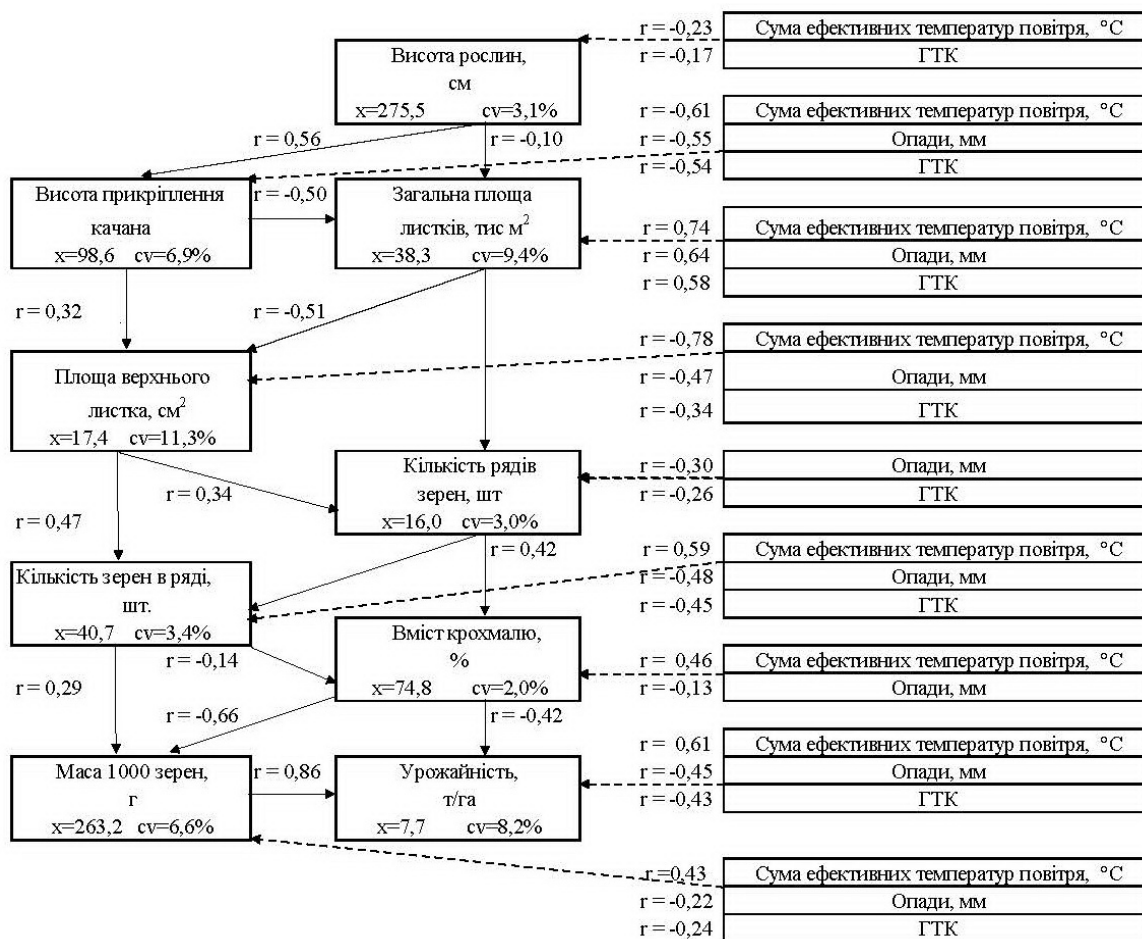 r = -0,23 Сума ефективних температур повітря, °С
r = -0,17 ГТК
Висота рослин,
см
х=275,5 cv=3,1%
r = -0,61 Сума ефективних температур повітря, °С
r = -0,55 Опади, мм
r = -0,54 ГТК
r = 0,56
r = -0,10
Висота прикріплення
качана
х=98,6 cv=6,9%
r = -0,50
Загальна площа
листків, тис м²
х=38,3 cv=9,4%
r = 0,74 Сума ефективних температур повітря, °С
r = 0,64 Опади, мм
r = 0,58 ГТК
r = 0,32
r = -0,51
r = -0,78 Сума ефективних температур повітря, °С
r = -0,47 Опади, мм
r = -0,34 ГТК
Площа верхнього
листка, см²
х=17,4 cv=11,3%
r = 0,34
r = 0,47
Кількість рядів
зерен, шт
х=16,0 cv=3,0%
r = -0,30 Опади, мм
r = -0,26 ГТК
r = 0,42
r = 0,59 Сума ефективних температур повітря, °С
r = -0,48 Опади, мм
r = -0,45 ГТК
Кількість зерен в ряді,
шт.
х=40,7 cv=3,4%
r = -0,14
r = 0,29
Вміст крохмалю,
%
х=74,8 cv=2,0%
r = 0,46 Сума ефективних температур повітря, °С
r = -0,13 Опади, мм
r = -0,66
r = -0,42
Маса 1000 зерен,
г
х=263,2 cv=6,6%
r = 0,86
Урожайність,
т/га
х=7,7 cv=8,2%
r = 0,61 Сума ефективних температур повітря, °С
r = -0,45 Опади, мм
r = -0,43 ГТК
r =0,43 Сума ефективних температур повітря, °С
r = -0,22 Опади, мм
r = -0,24 ГТК